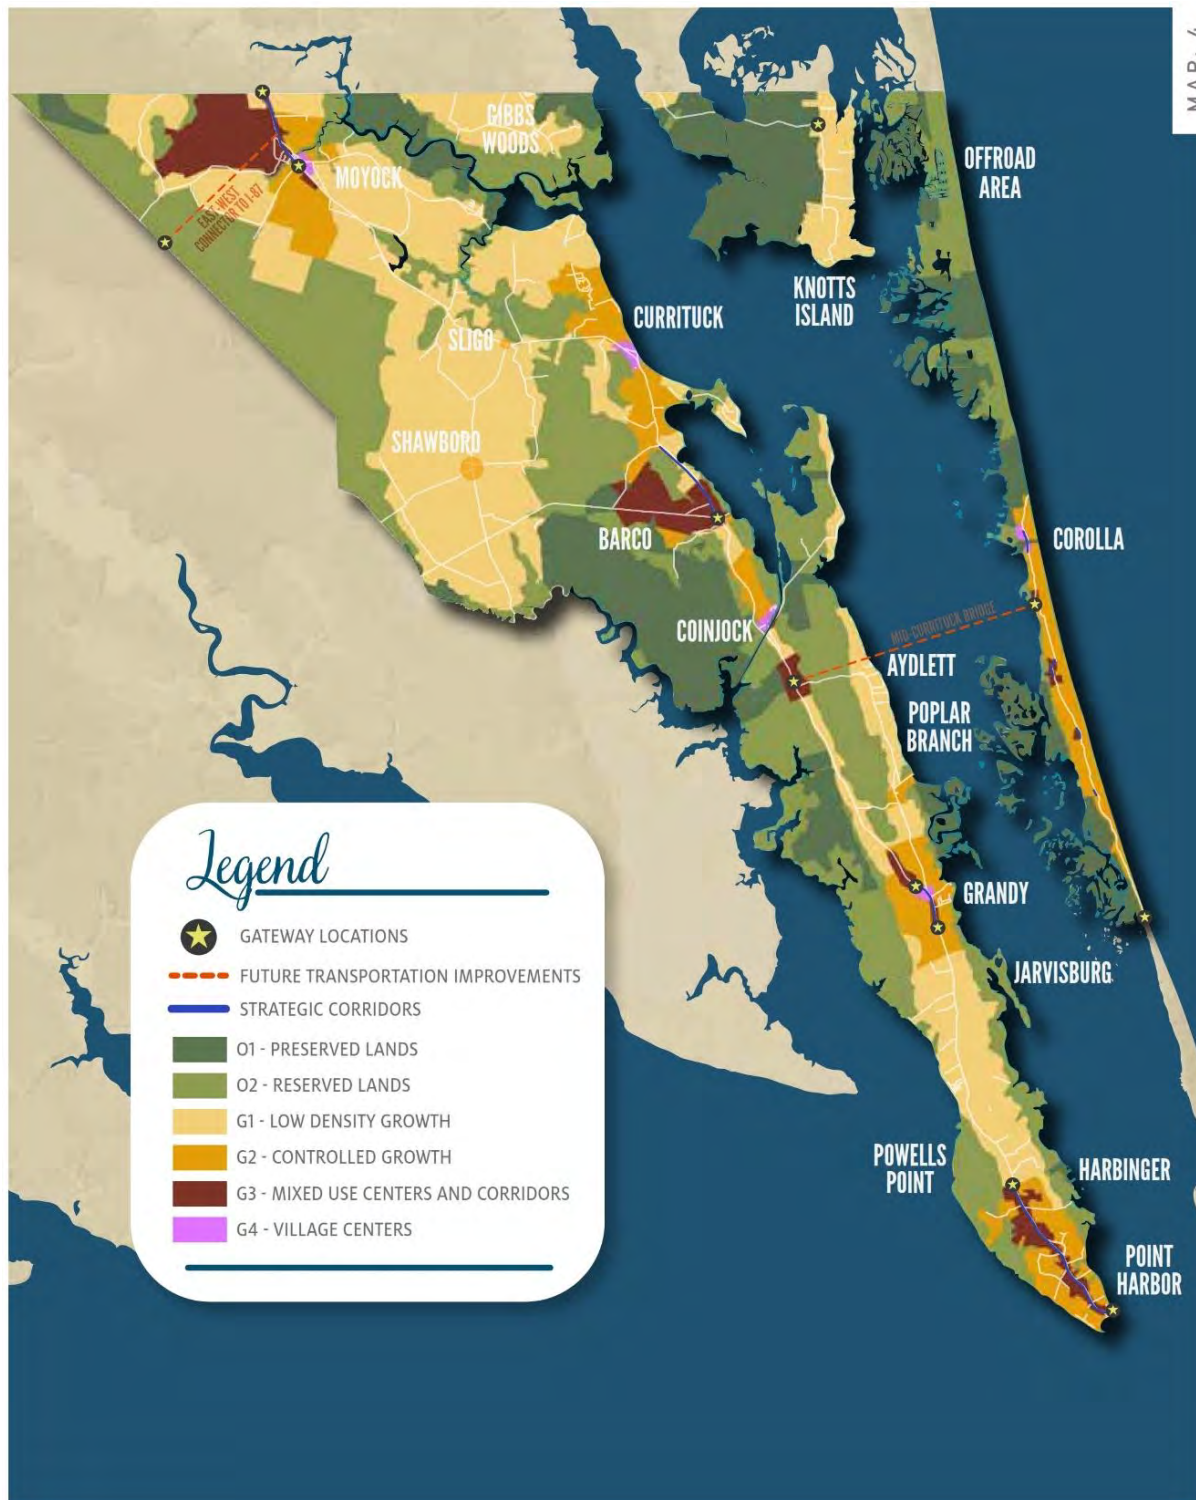 MAP: 4
GIBBS
WOODS
OFFROAD
AREA
MOYOCK
EAST-WEST
CONNECTOR TO I-87
KNOTTS
ISLAND
CURRITUCK
SLIGO
SHAWBORO
BARCO
COROLLA
COINJOCK
MID-CURRITUCK BRIDGE
AYDLETT
POPLAR
BRANCH
GRANDY
JARVISBURG
POWELLS
POINT
HARBINGER
POINT
HARBOR
Legend
GATEWAY LOCATIONS
FUTURE TRANSPORTATION IMPROVEMENTS
STRATEGIC CORRIDORS
O1 - PRESERVED LANDS
O2 - RESERVED LANDS
G1 - LOW DENSITY GROWTH
G2 - CONTROLLED GROWTH
G3 - MIXED USE CENTERS AND CORRIDORS
G4 - VILLAGE CENTERS